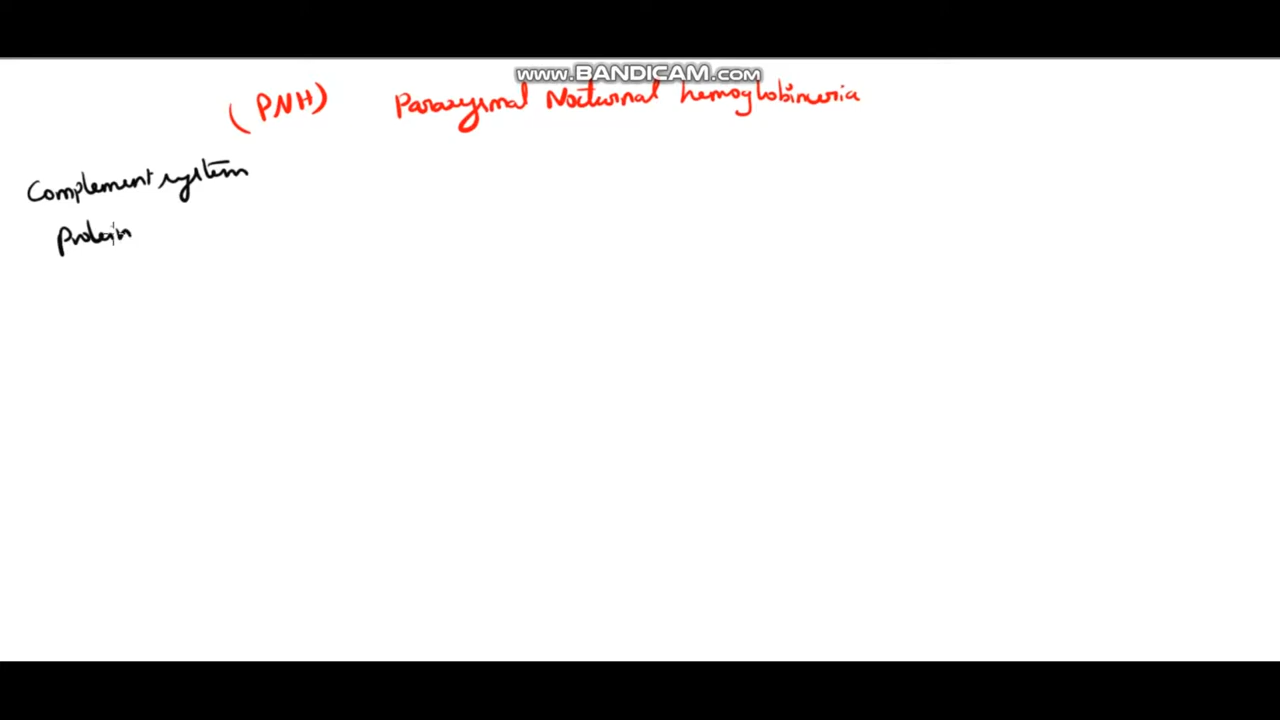 www.BANDICAM.com
(PNH) Paroxysmal Nocturnal hemoglobinuria
Complement system
Protein